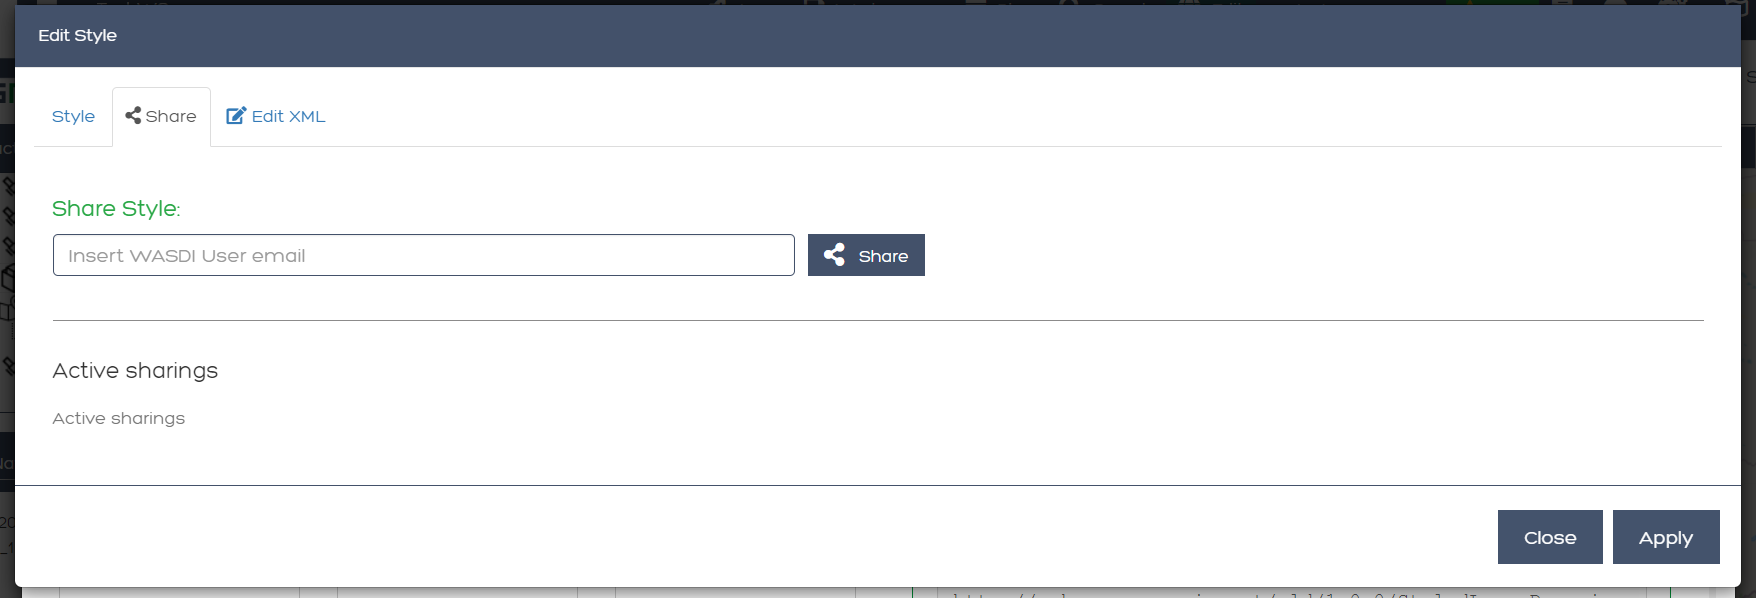 Edit Style
Style
Share
Edit XML
Share Style:
Insert WASDI User email
Share
Active sharings
Active sharings
Close
Apply